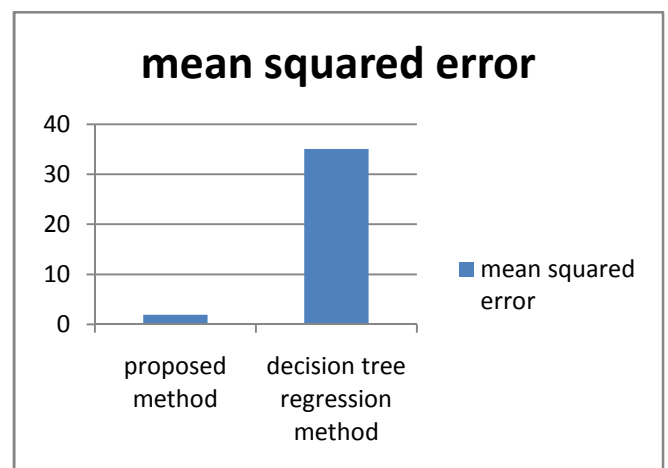 mean squared error
40
30
20
10
0
proposed
method
decision tree
regression
method
mean squared
error